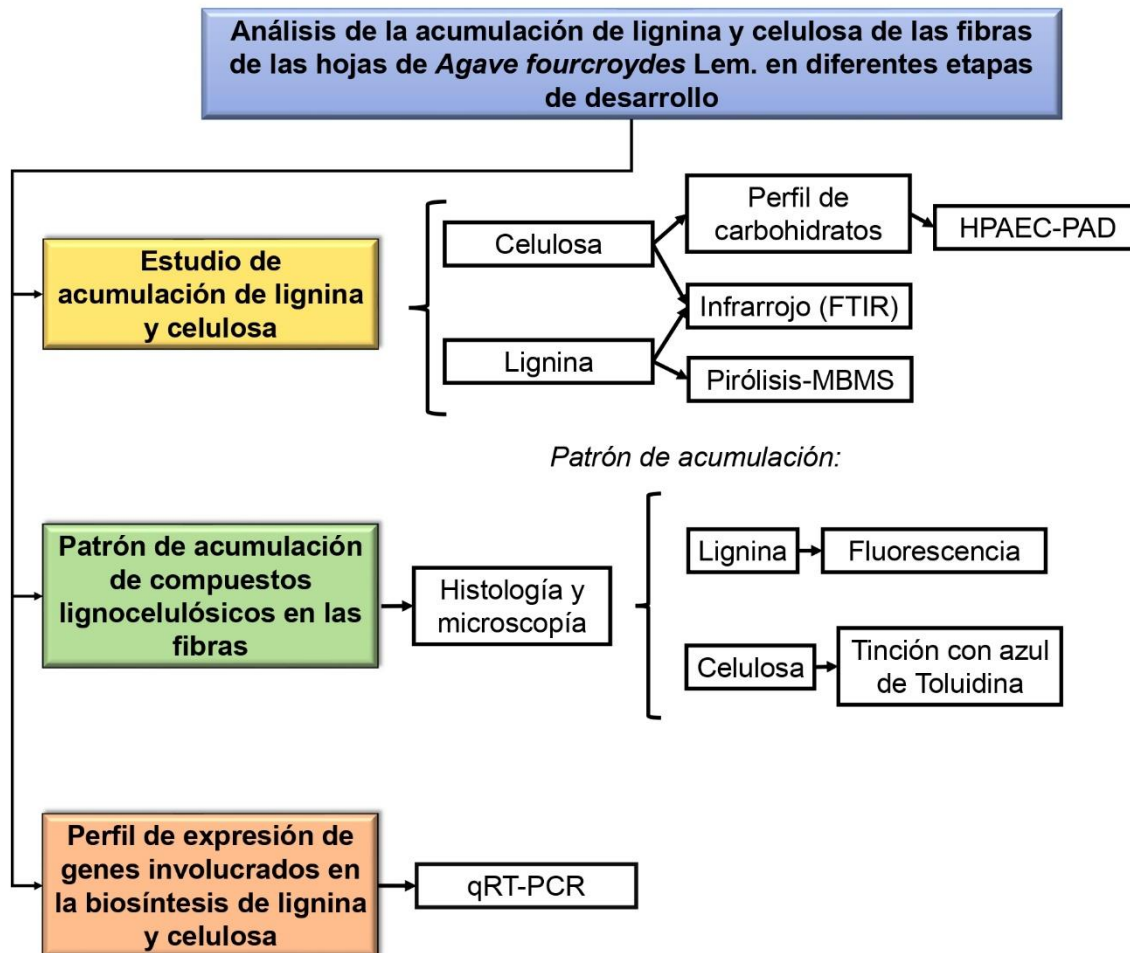 Análisis de la acumulación de lignina y celulosa de las fibras
de las hojas de Agave fourcroydes Lem. en diferentes etapas
de desarrollo
Estudio de
acumulación de lignina
y celulosa
Celulosa
Lignina
Perfil de
carbohidratos
HPAEC-PAD
Infrarrojo (FTIR)
Pirólisis-MBMS
Patrón de acumulación:
Patrón de acumulación
de compuestos
lignocelulósicos en las
fibras
Histología y
microscopía
Lignina
Fluorescencia
Celulosa
Tinción con azul
de Toluidina
Perfil de expresión de
genes involucrados en
la biosíntesis de lignina
y celulosa
qRT-PCR